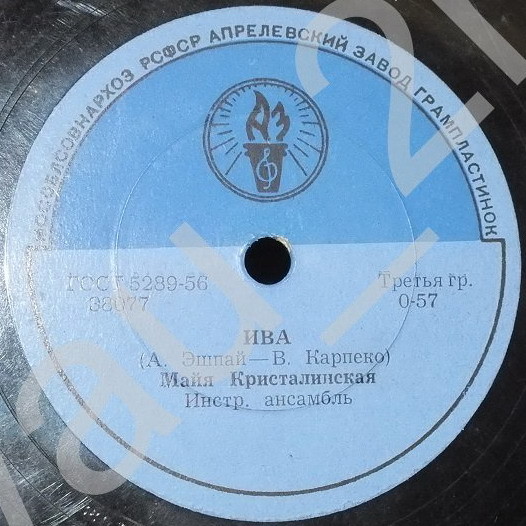 МОСОБЛСОВНАРХОЗ РСФСР АПРЕЛЕВСКИЙ ЗАВОД ГРАМПЛАСТИНОК
АЗ
ГОСТ 5289-56
38077
Третья гр.
0-57
ИВА
(А. Эшпай—В. Карпеко)
Майя Кристалинская
Инстр. ансамбль